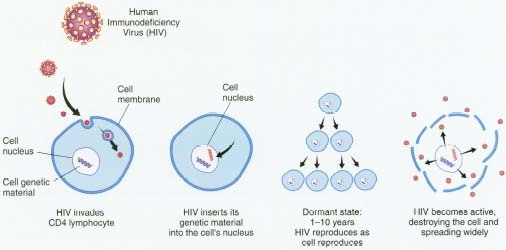 Human
Immunodeficiency
Virus (HIV)
Cell
membrane
Cell
nucleus
Cell genetic
material
HIV invades
CD4 lymphocyte
Cell
nucleus
HIV inserts its
genetic material
into the cell's nucleus
Dormant state:
1–10 years
HIV reproduces as
cell reproduces
HIV becomes active,
destroying the cell and
spreading widely